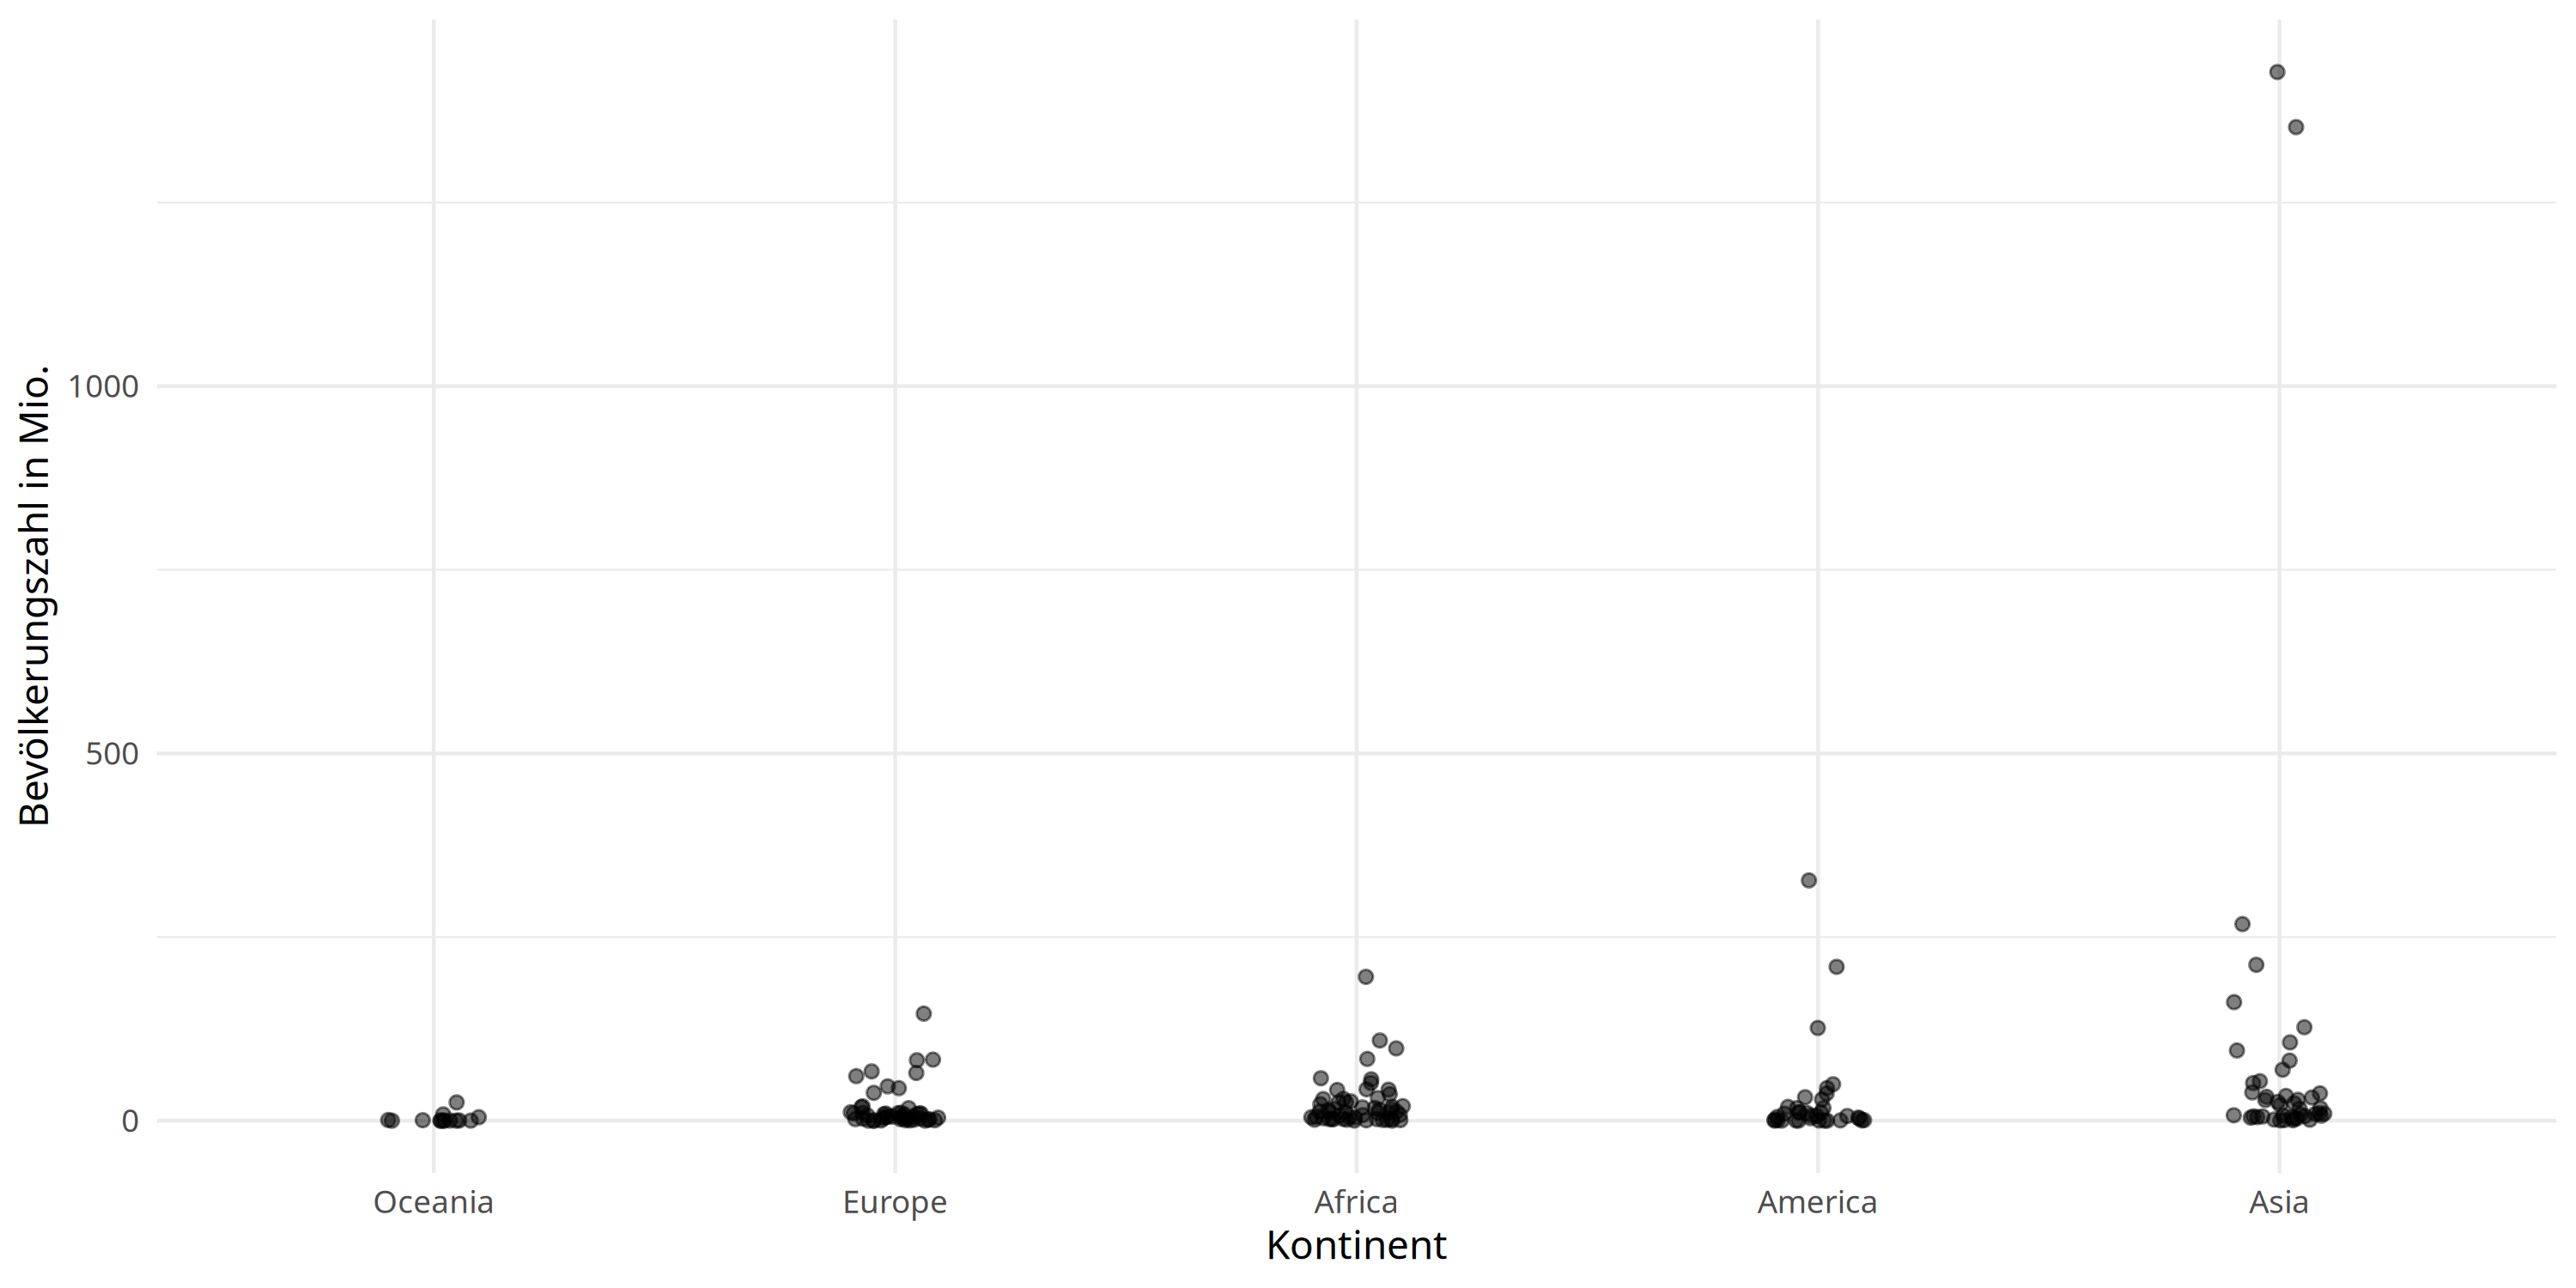 Bevölkerungszahl in Mio.
1000
500
0
Oceania
Europe
Africa
America
Asia
Kontinent